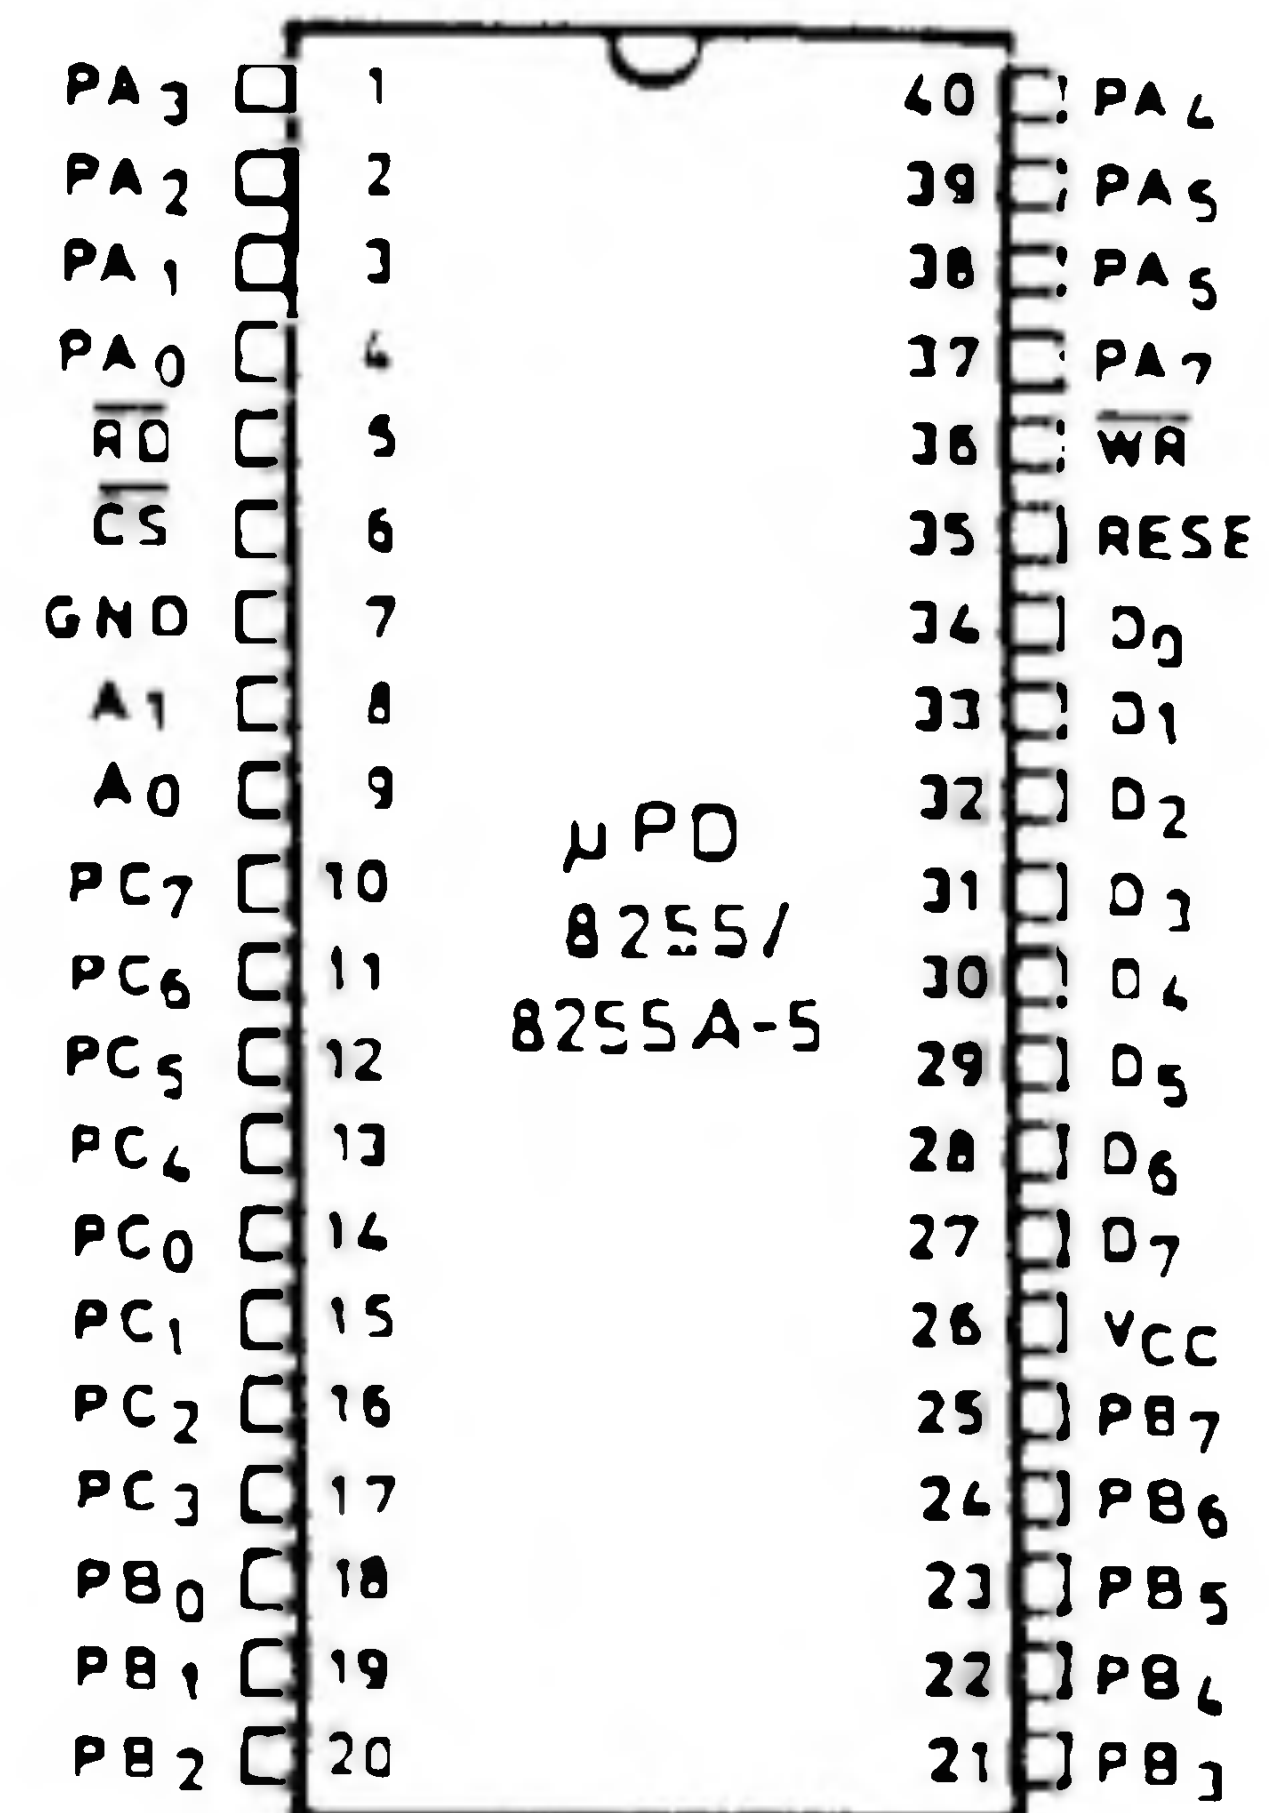 PA3 1 40 PA4
PA2 2 39 PA5
PA1 3 38 PA5
PA0 4 37 PA7
RD 5 36 WR
CS 6 35 RESE
GND 7 34 D0
A1 8 33 D1
A0 9 32 D2
µPD
PC7 10 31 D3
8255/
PC6 11 30 D4
8255A-5
PC5 12 29 D5
PC4 13 28 D6
PC0 14 27 D7
PC1 15 26 VCC
PC2 16 25 PB7
PC3 17 24 PB6
PB0 18 23 PB5
PB1 19 22 PB4
PB2 20 21 PB3